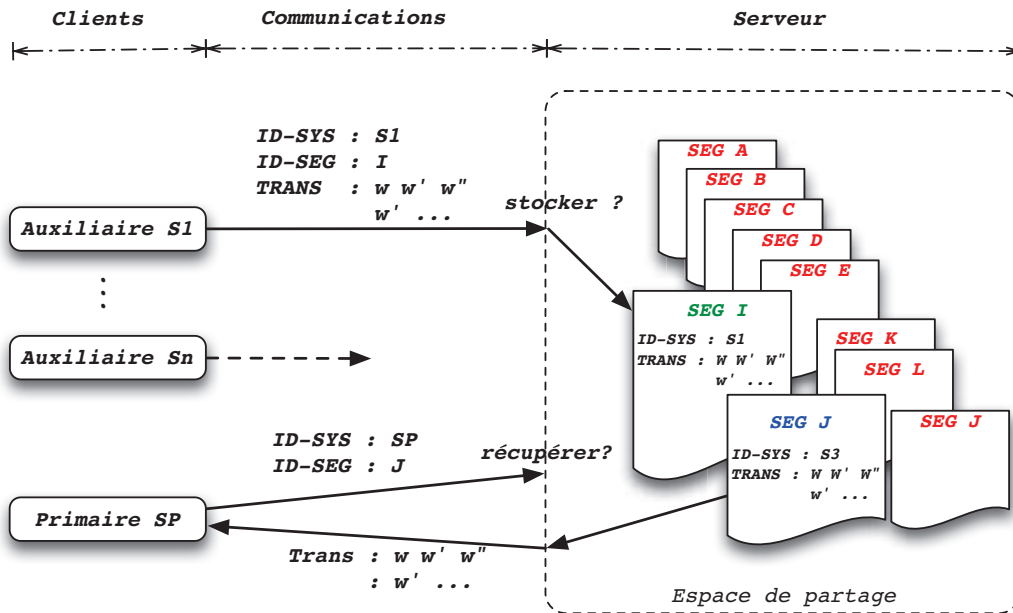 Clients
Communications
Serveur
ID-SYS : S1
ID-SEG : I
TRANS : w w' w"
w' ...
stocker ?
Auxiliaire S1
Auxiliaire Sn
ID-SYS : SP
ID-SEG : J
récupérer?
Primaire SP
Trans : w w' w"
: w' ...
SEG A
SEG B
SEG C
SEG D
SEG E
SEG I
ID-SYS : S1
TRANS : W W' W"
w' ...
SEG K
SEG L
SEG J
ID-SYS : S3
TRANS : W W' W"
w' ...
SEG J
Espace de partage